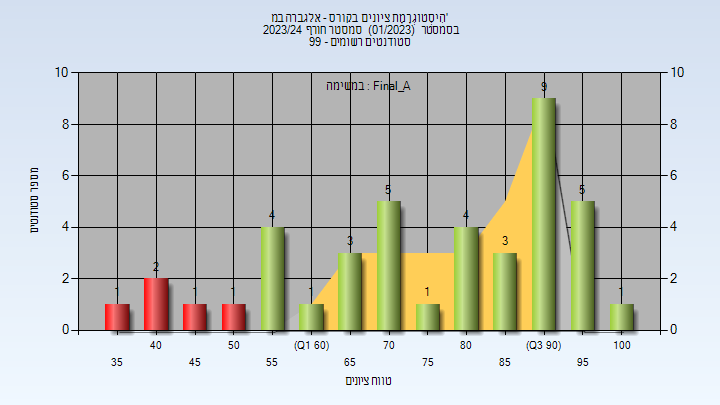 היסטוגרמת ציונים בקורס - אלגברה במ'
בסמסטר (01/2023) סמסטר חורף 2023/24
סטודנטים רשומים - 99
במשימה : Final_A
מספר סטודנטים
10 10
8 8
6 6
4 4
2 2
0 0
1 2 1 1 4 1 3 5 1 4 3 9 5 1
40 50 (Q1 60) 70 80 (Q3 90) 100
35 45 55 65 75 85 95
טווח ציונים